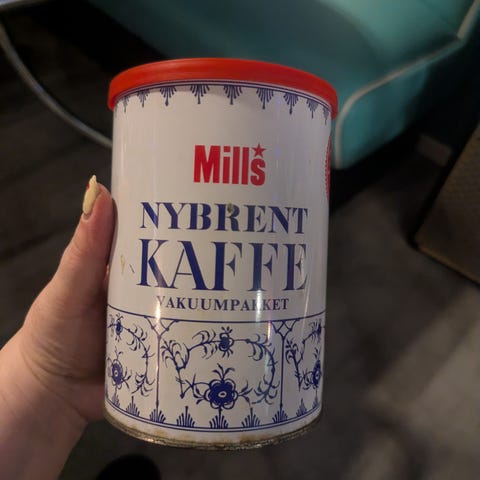 Mills
NYBRENT
KAFFE
VAKUUMPAKKET